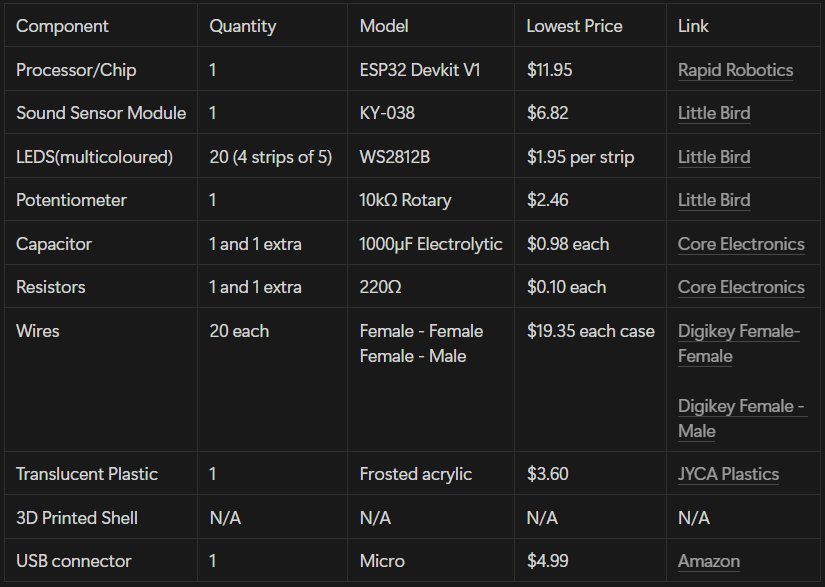 Component Quantity Model Lowest Price Link
Processor/Chip 1 ESP32 Devkit V1 $11.95 Rapid Robotics
Sound Sensor Module 1 KY-038 $6.82 Little Bird
LEDS(multicoloured) 20 (4 strips of 5) WS2812B $1.95 per strip Little Bird
Potentiometer 1 10kΩ Rotary $2.46 Little Bird
Capacitor 1 and 1 extra 1000µF Electrolytic $0.98 each Core Electronics
Resistors 1 and 1 extra 220Ω $0.10 each Core Electronics
Wires 20 each Female - Female $19.35 each case Digikey Female-
Female - Male Female
Digikey Female -
Male
Translucent Plastic 1 Frosted acrylic $3.60 JYCA Plastics
3D Printed Shell N/A N/A N/A N/A
USB connector 1 Micro $4.99 Amazon